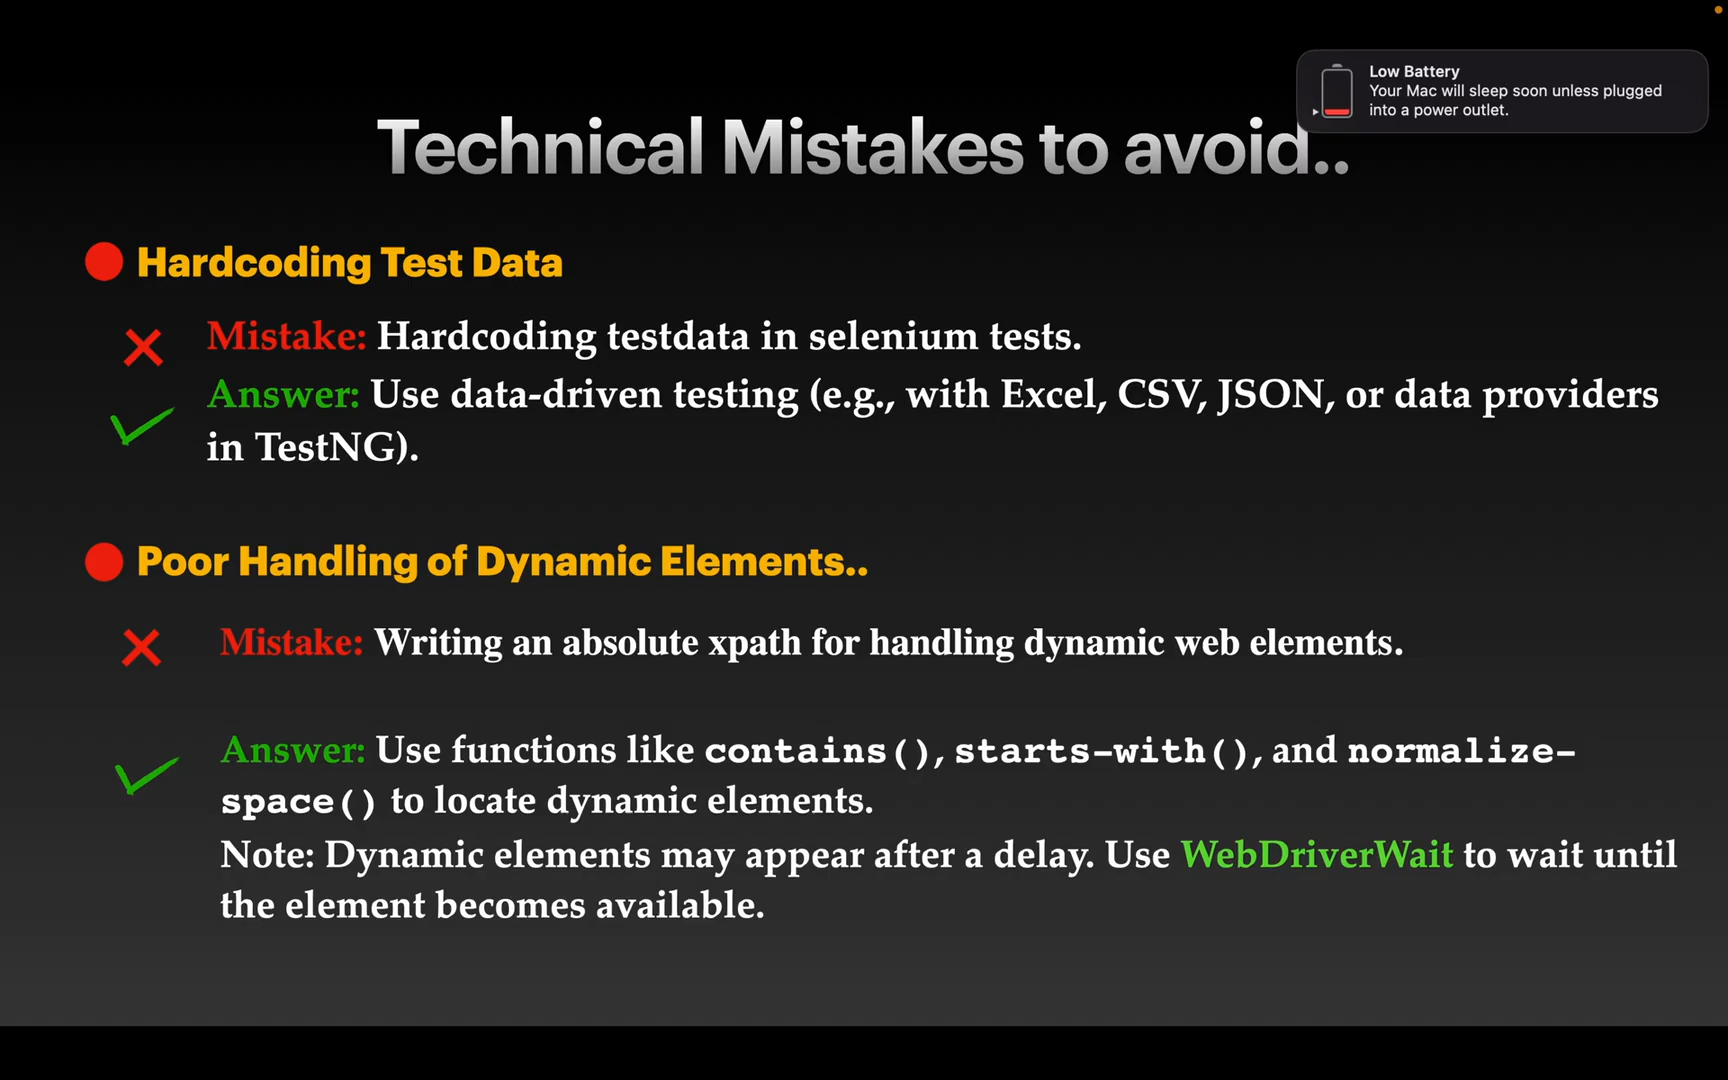 Low Battery
Your Mac will sleep soon unless plugged
into a power outlet.
Technical Mistakes to avoid..
Hardcoding Test Data
Mistake: Hardcoding testdata in selenium tests.
Answer: Use data-driven testing (e.g., with Excel, CSV, JSON, or data providers
in TestNG).
Poor Handling of Dynamic Elements..
Mistake: Writing an absolute xpath for handling dynamic web elements.
Answer: Use functions like contains(), starts-with(), and normalize-
space() to locate dynamic elements.
Note: Dynamic elements may appear after a delay. Use WebDriverWait to wait until
the element becomes available.